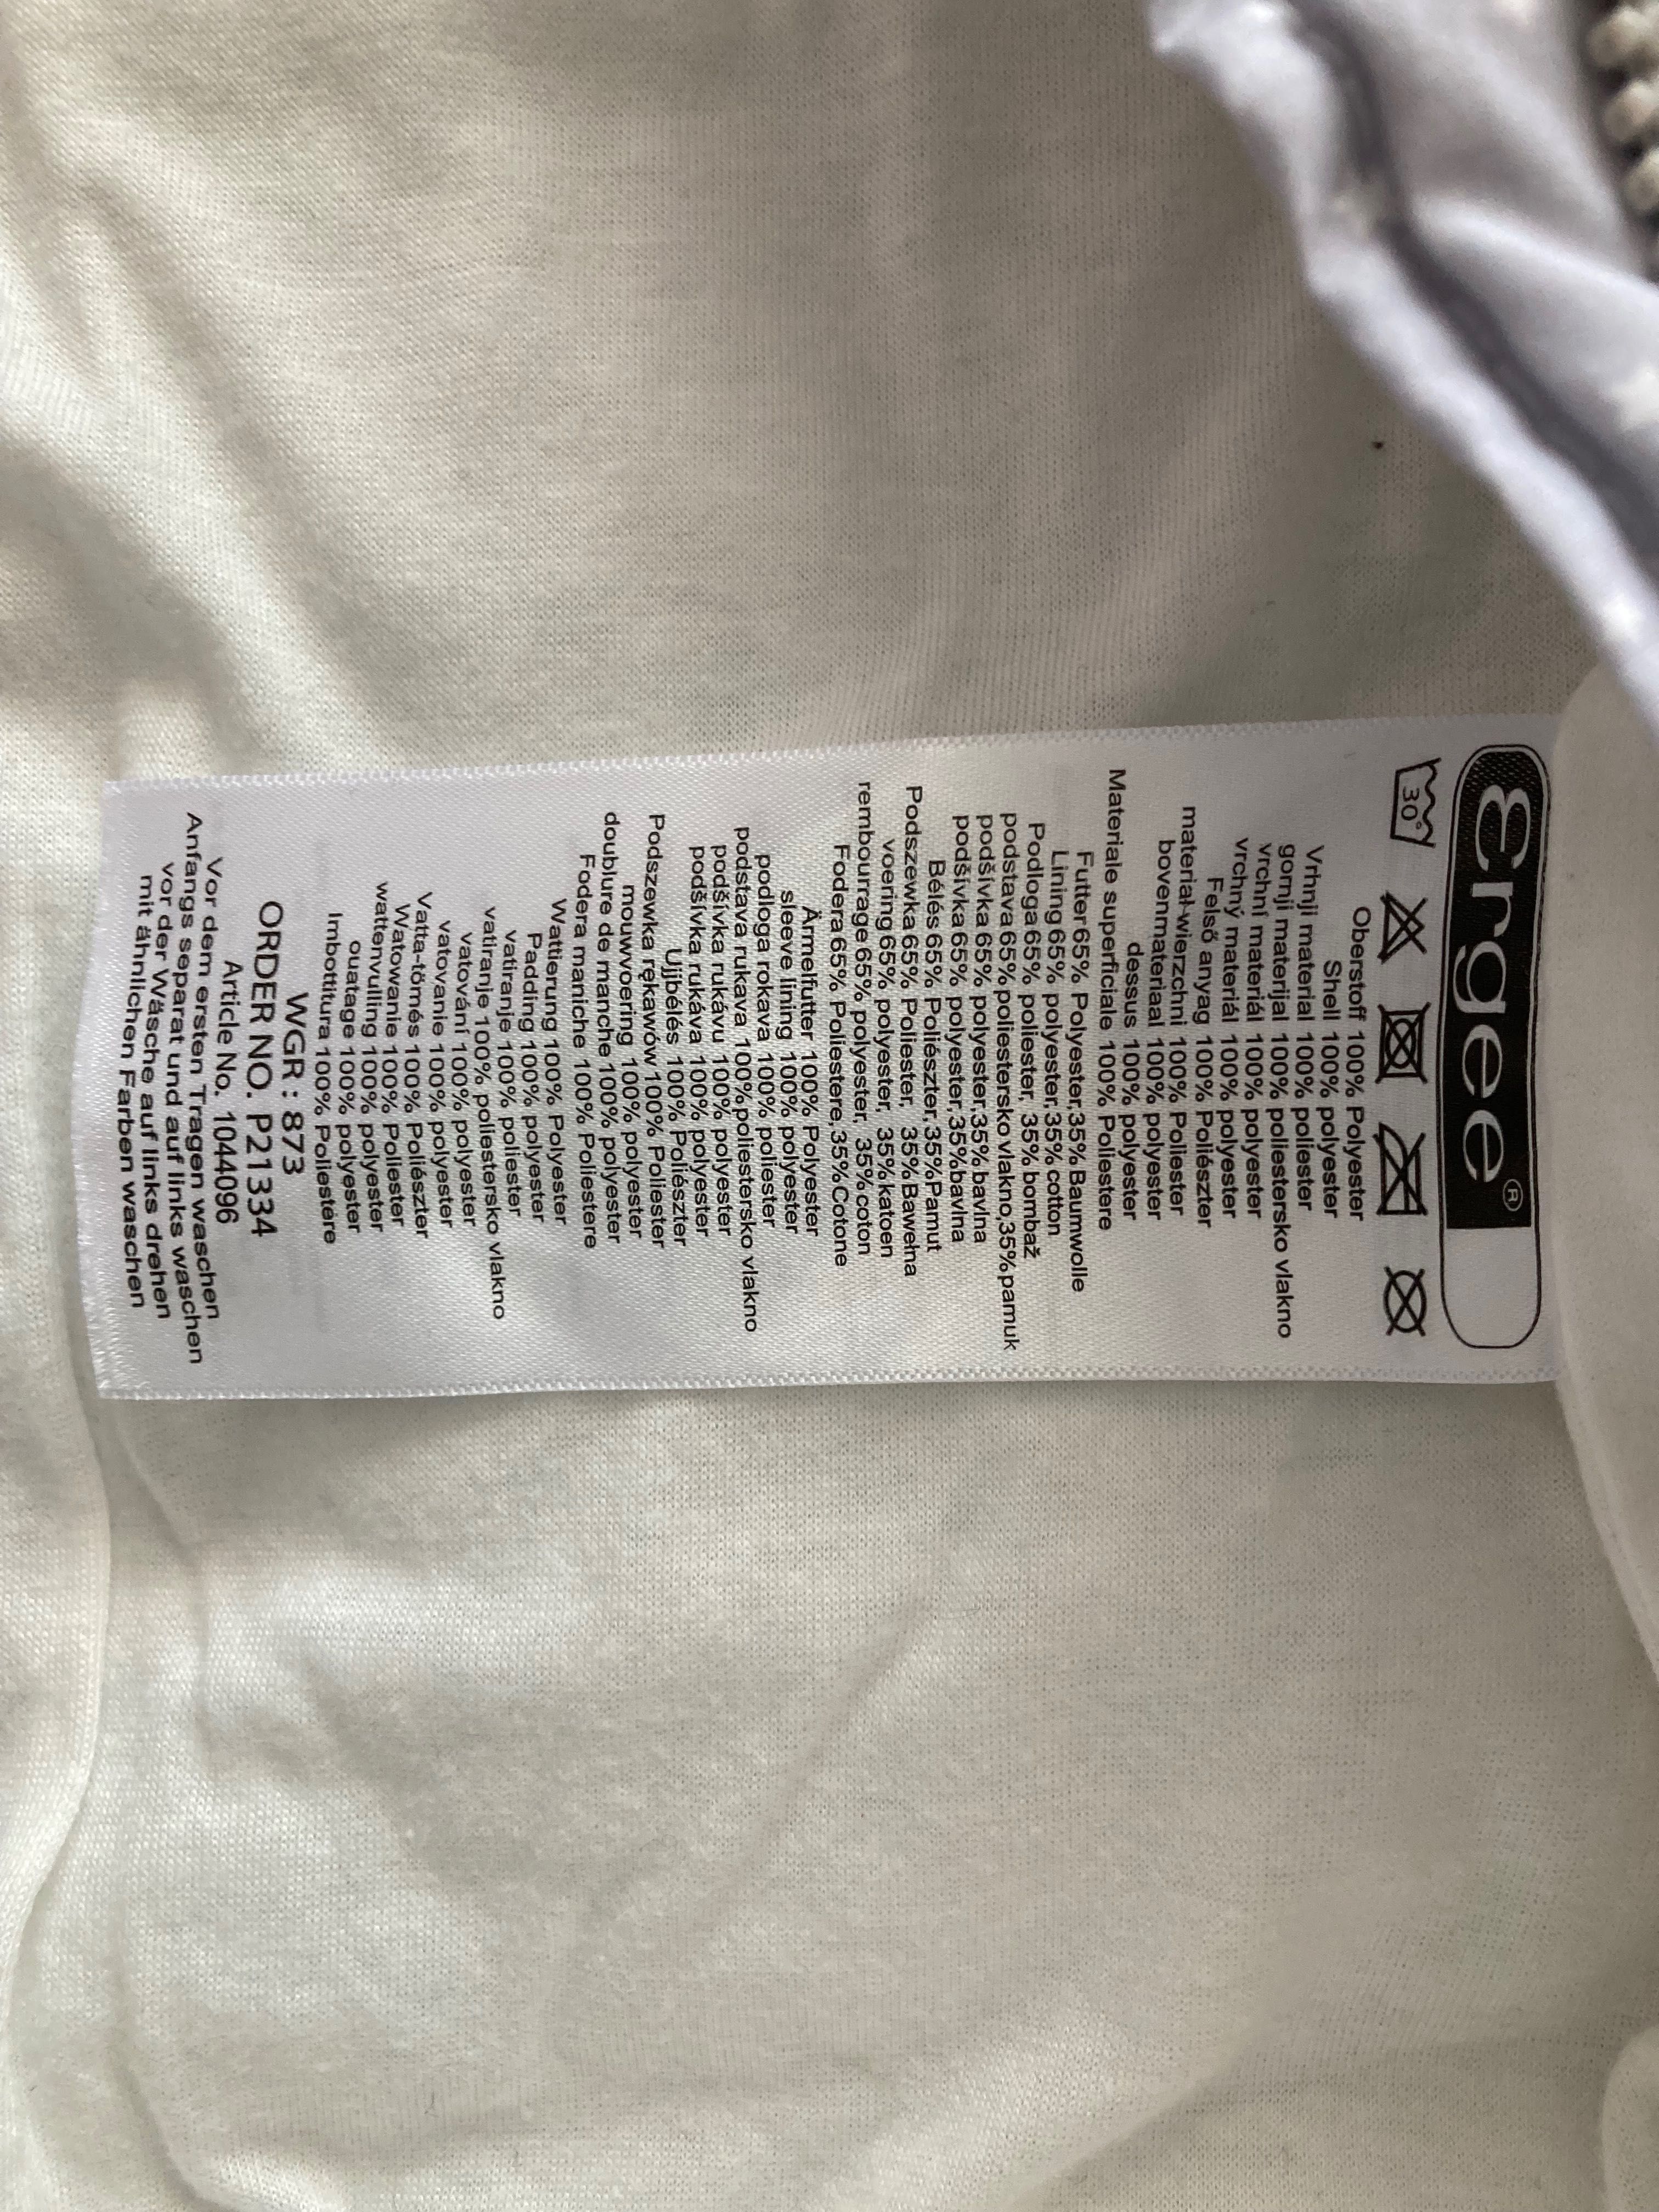 Ergee®
30°
Oberstoff 100% Polyester
Shell 100% polyester
Vrhnji material 100% poliester
gornji materijal 100% poliestersko vlakno
vrchní materiál 100% polyester
vrchný materiál 100% polyester
Felső anyag 100% Poliészter
materiał wierzchni 100% Poliester
bovenmateriaal 100% polyester
dessus 100% polyester
Materiale superficiale 100% Poliestere
Futter 65% Polyester,35% Baumwolle
Lining 65% polyester,35% cotton
Podloga 65% poliester, 35% bombaž
postava 65% poliestersko vlakno,35% pamuk
podšívka 65% polyester,35% bavlna
podšívka 65% polyester,35%bavlna
Bélés 65% Poliészter,35%Pamut
Podszewka 65% Poliester, 35%Bawełna
voering 65% polyester, 35%katoen
rembourrage 65% polyester, 35%coton
Fodera 65% Poliestere,35%Cotone
Ärmelfutter 100% Polyester
sleeve lining 100% polyester
podloga rokava 100% poliester
podstava rukava 100%poliestersko vlakno
podšívka rukávu 100% polyester
podšívka rukáva 100% polyester
Ujjbélés 100% Poliészter
Podszewka rękawów 100% Poliester
mouwvoering 100% polyester
doublure de manche 100% polyester
Fodera maniche 100% Poliestere
Wattierung 100% Polyester
Padding 100% polyester
vatiranje 100% poliester
vatiranje 100% poliestersko vlakno
vatování 100% polyester
vatovanie 100% polyester
Vatta-tömés 100% Poliészter
Watowanie 100% Poliester
wattenvulling 100% polyester
ouatage 100% polyester
Imbottitura 100% Poliestere
WGR : 873
ORDER NO. P21334
Article No. 1044096
Vor dem ersten Tragen waschen
Anfangs separat und auf links waschen
vor der Wäsche auf links drehen
mit ähnlichen Farben waschen